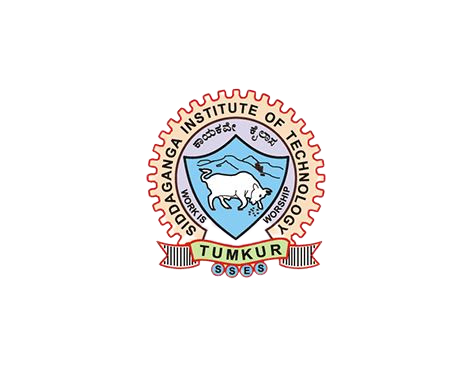 SIDDAGANGA INSTITUTE OF TECHNOLOGY
ಕಾಯಕವೇ ಕೈಲಾಸ
WORK IS WORSHIP
TUMKUR
SSES